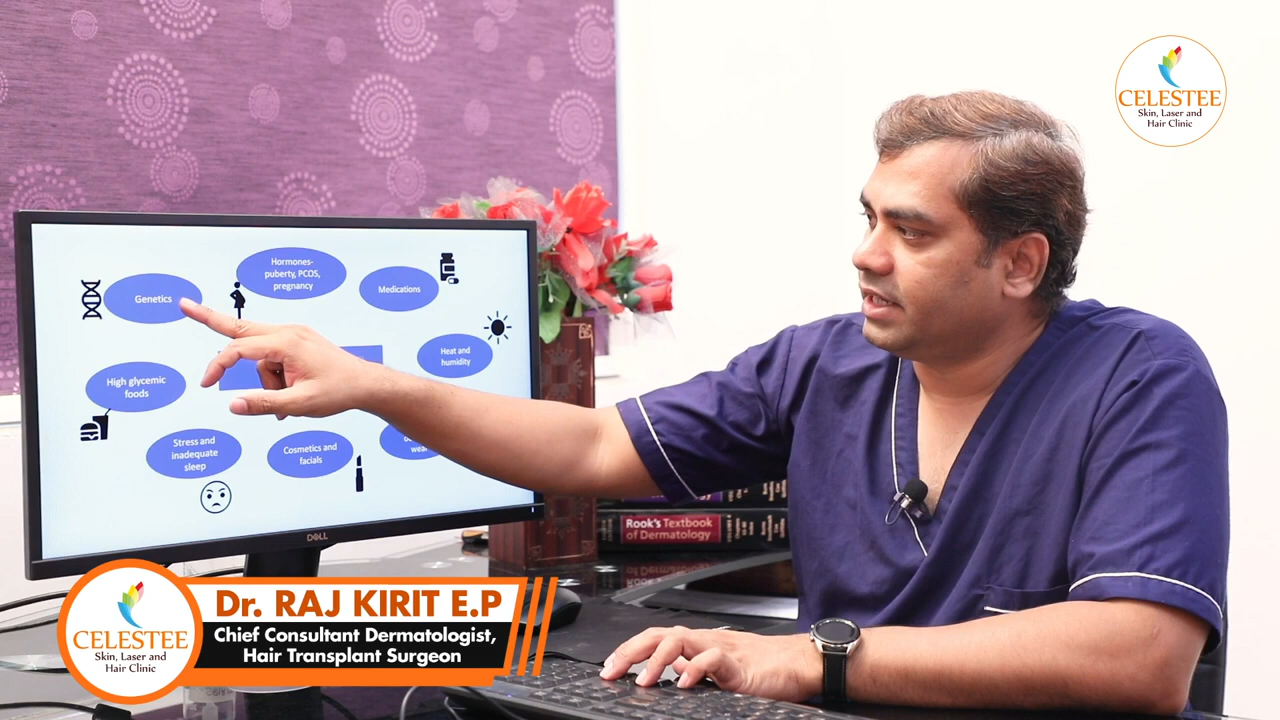 CELESTEE
Skin, Laser and
Hair Clinic
Hormones-
puberty, PCOS,
pregnancy
Genetics
Medications
Heat and
humidity
High glycemic
foods
Stress and
inadequate
sleep
Cosmetics and
facials
DELL
Rook's Textbook
of Dermatology
CELESTEE
Skin, Laser and
Hair Clinic
Dr. RAJ KIRIT E.P
Chief Consultant Dermatologist,
Hair Transplant Surgeon